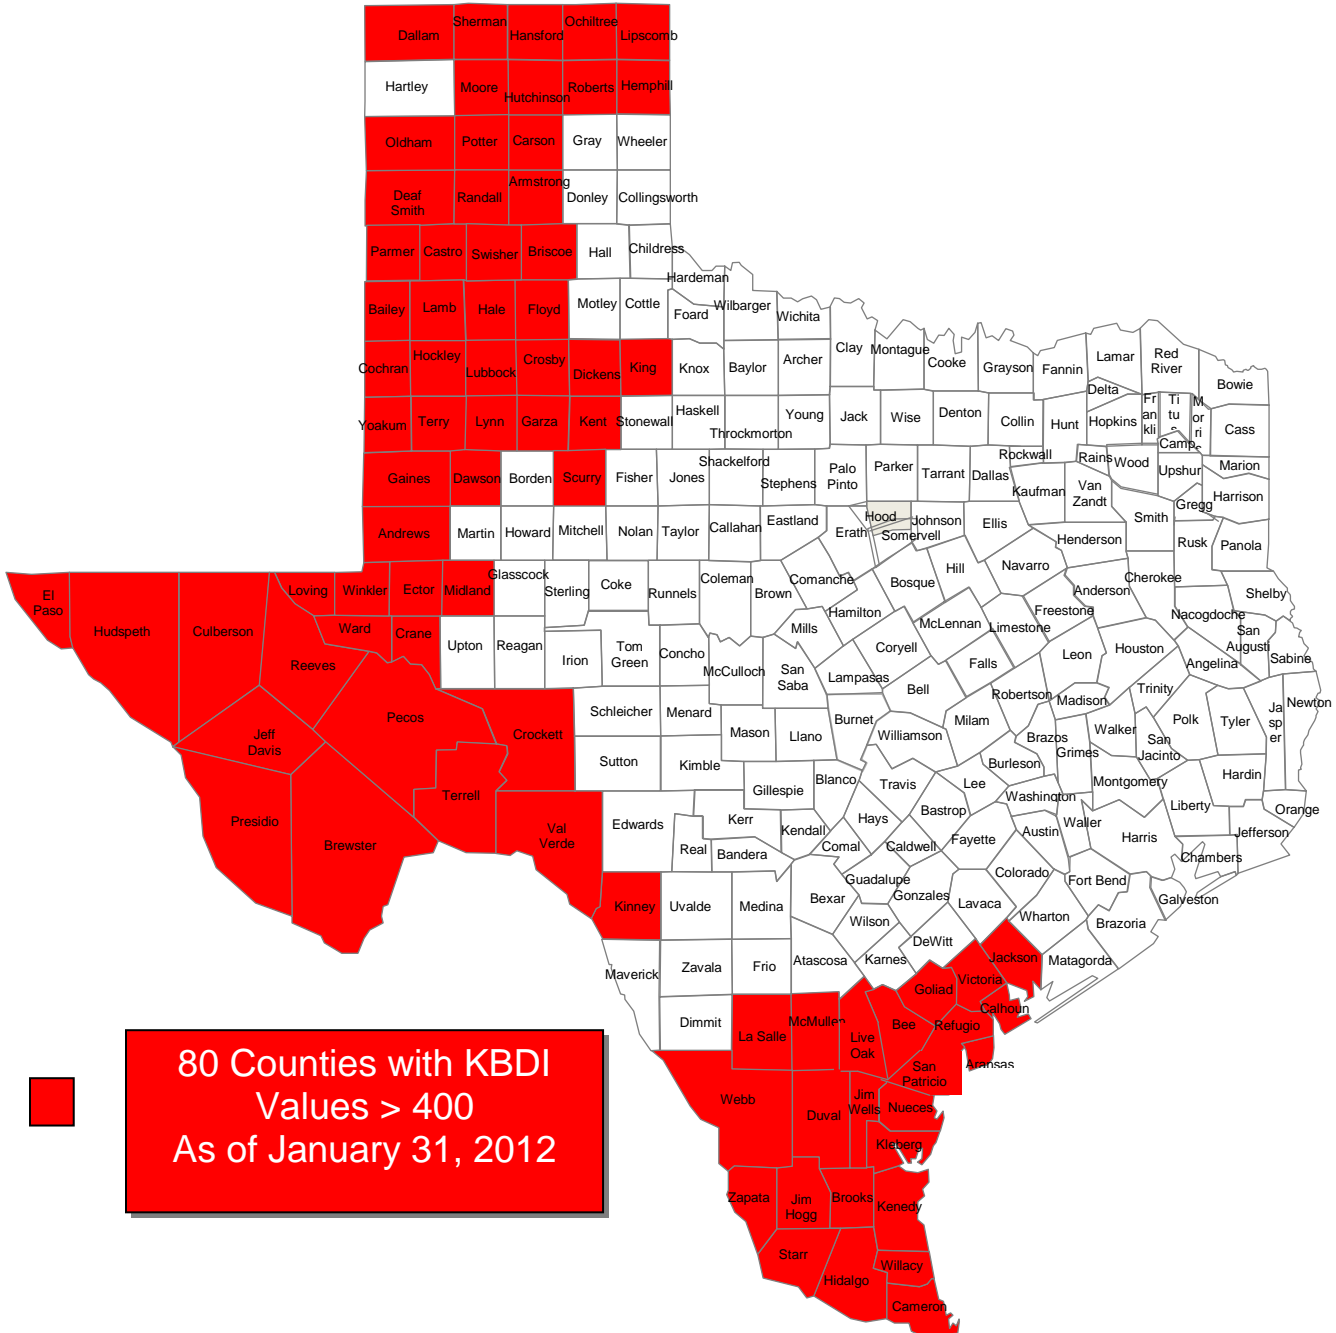 Dallam Sherman Hansford Ochiltree Lipscomb
Hartley Moore Hutchinson Roberts Hemphill
Oldham Potter Carson Gray Wheeler
Deaf
Smith
Randall Armstrong Donley Collingsworth
Parmer Castro Swisher Briscoe Hall Childress
Hardeman
Bailey Lamb Hale Floyd Motley Cottle Foard Wilbarger Wichita
Clay Montague Cooke Grayson Fannin Lamar
Red
River
Bowie
Cochran Hockley Lubbock Crosby Dickens King Knox Baylor Archer
Delta
Yoakum Terry Lynn Garza Kent Stonewall Haskell Throckmorton Young Jack Wise Denton Collin Hunt Hopkins
Fr
an
kli
Ti
tu
s
M
or
ri
s
Cass
Camp
Gaines Dawson Borden Scurry Fisher Jones Shackelford Stephens
Palo
Pinto
Parker Tarrant Dallas Rockwall Rains Wood Upshur Marion
Kaufman
Van
Zandt
Gregg Harrison
Andrews Martin Howard Mitchell Nolan Taylor Callahan Eastland Erath Hood Somervell Johnson Ellis Henderson Smith Rusk Panola
El
Paso
Hudspeth Culberson Loving Winkler Ector Midland Glasscock Sterling Coke Runnels Coleman Brown Comanche Bosque Hill Navarro Anderson Cherokee Shelby
Hamilton McLennan Limestone Freestone Nacogdoche
Reeves Ward Crane Upton Reagan Irion
Tom
Green
Concho McCulloch
San
Saba
Mills Lampasas Coryell Falls Leon Houston Angelina
San
Augusti
Sabine
Jeff
Davis
Pecos Crockett Schleicher Menard Mason Llano Burnet Bell Milam Robertson Madison Trinity
Walker Polk Tyler
Ja
sp
er
Newton
Terrell Sutton Kimble Gillespie Blanco Williamson Travis Lee Burleson Brazos Grimes
San
Jacinto
Montgomery Hardin
Presidio Brewster
Val
Verde
Edwards Kerr Real Bandera Kendall Comal Hays Caldwell Bastrop Fayette Washington Austin Waller Harris Liberty Orange
Jefferson
Chambers
Kinney Uvalde Medina Bexar Guadalupe Gonzales Wilson Lavaca Colorado Wharton Fort Bend Brazoria Galveston
Maverick Zavala Frio Atascosa Karnes DeWitt Jackson Matagorda
Victoria
Goliad
Calhoun
Dimmit La Salle McMullen
Live
Oak
Bee Refugio
Aransas
San
Patricio
Webb Duval
Jim
Wells
Nueces
Kleberg
Zapata
Jim
Hogg
Brooks Kenedy
Starr Hidalgo Willacy
Cameron
80 Counties with KBDI
Values > 400
As of January 31, 2012